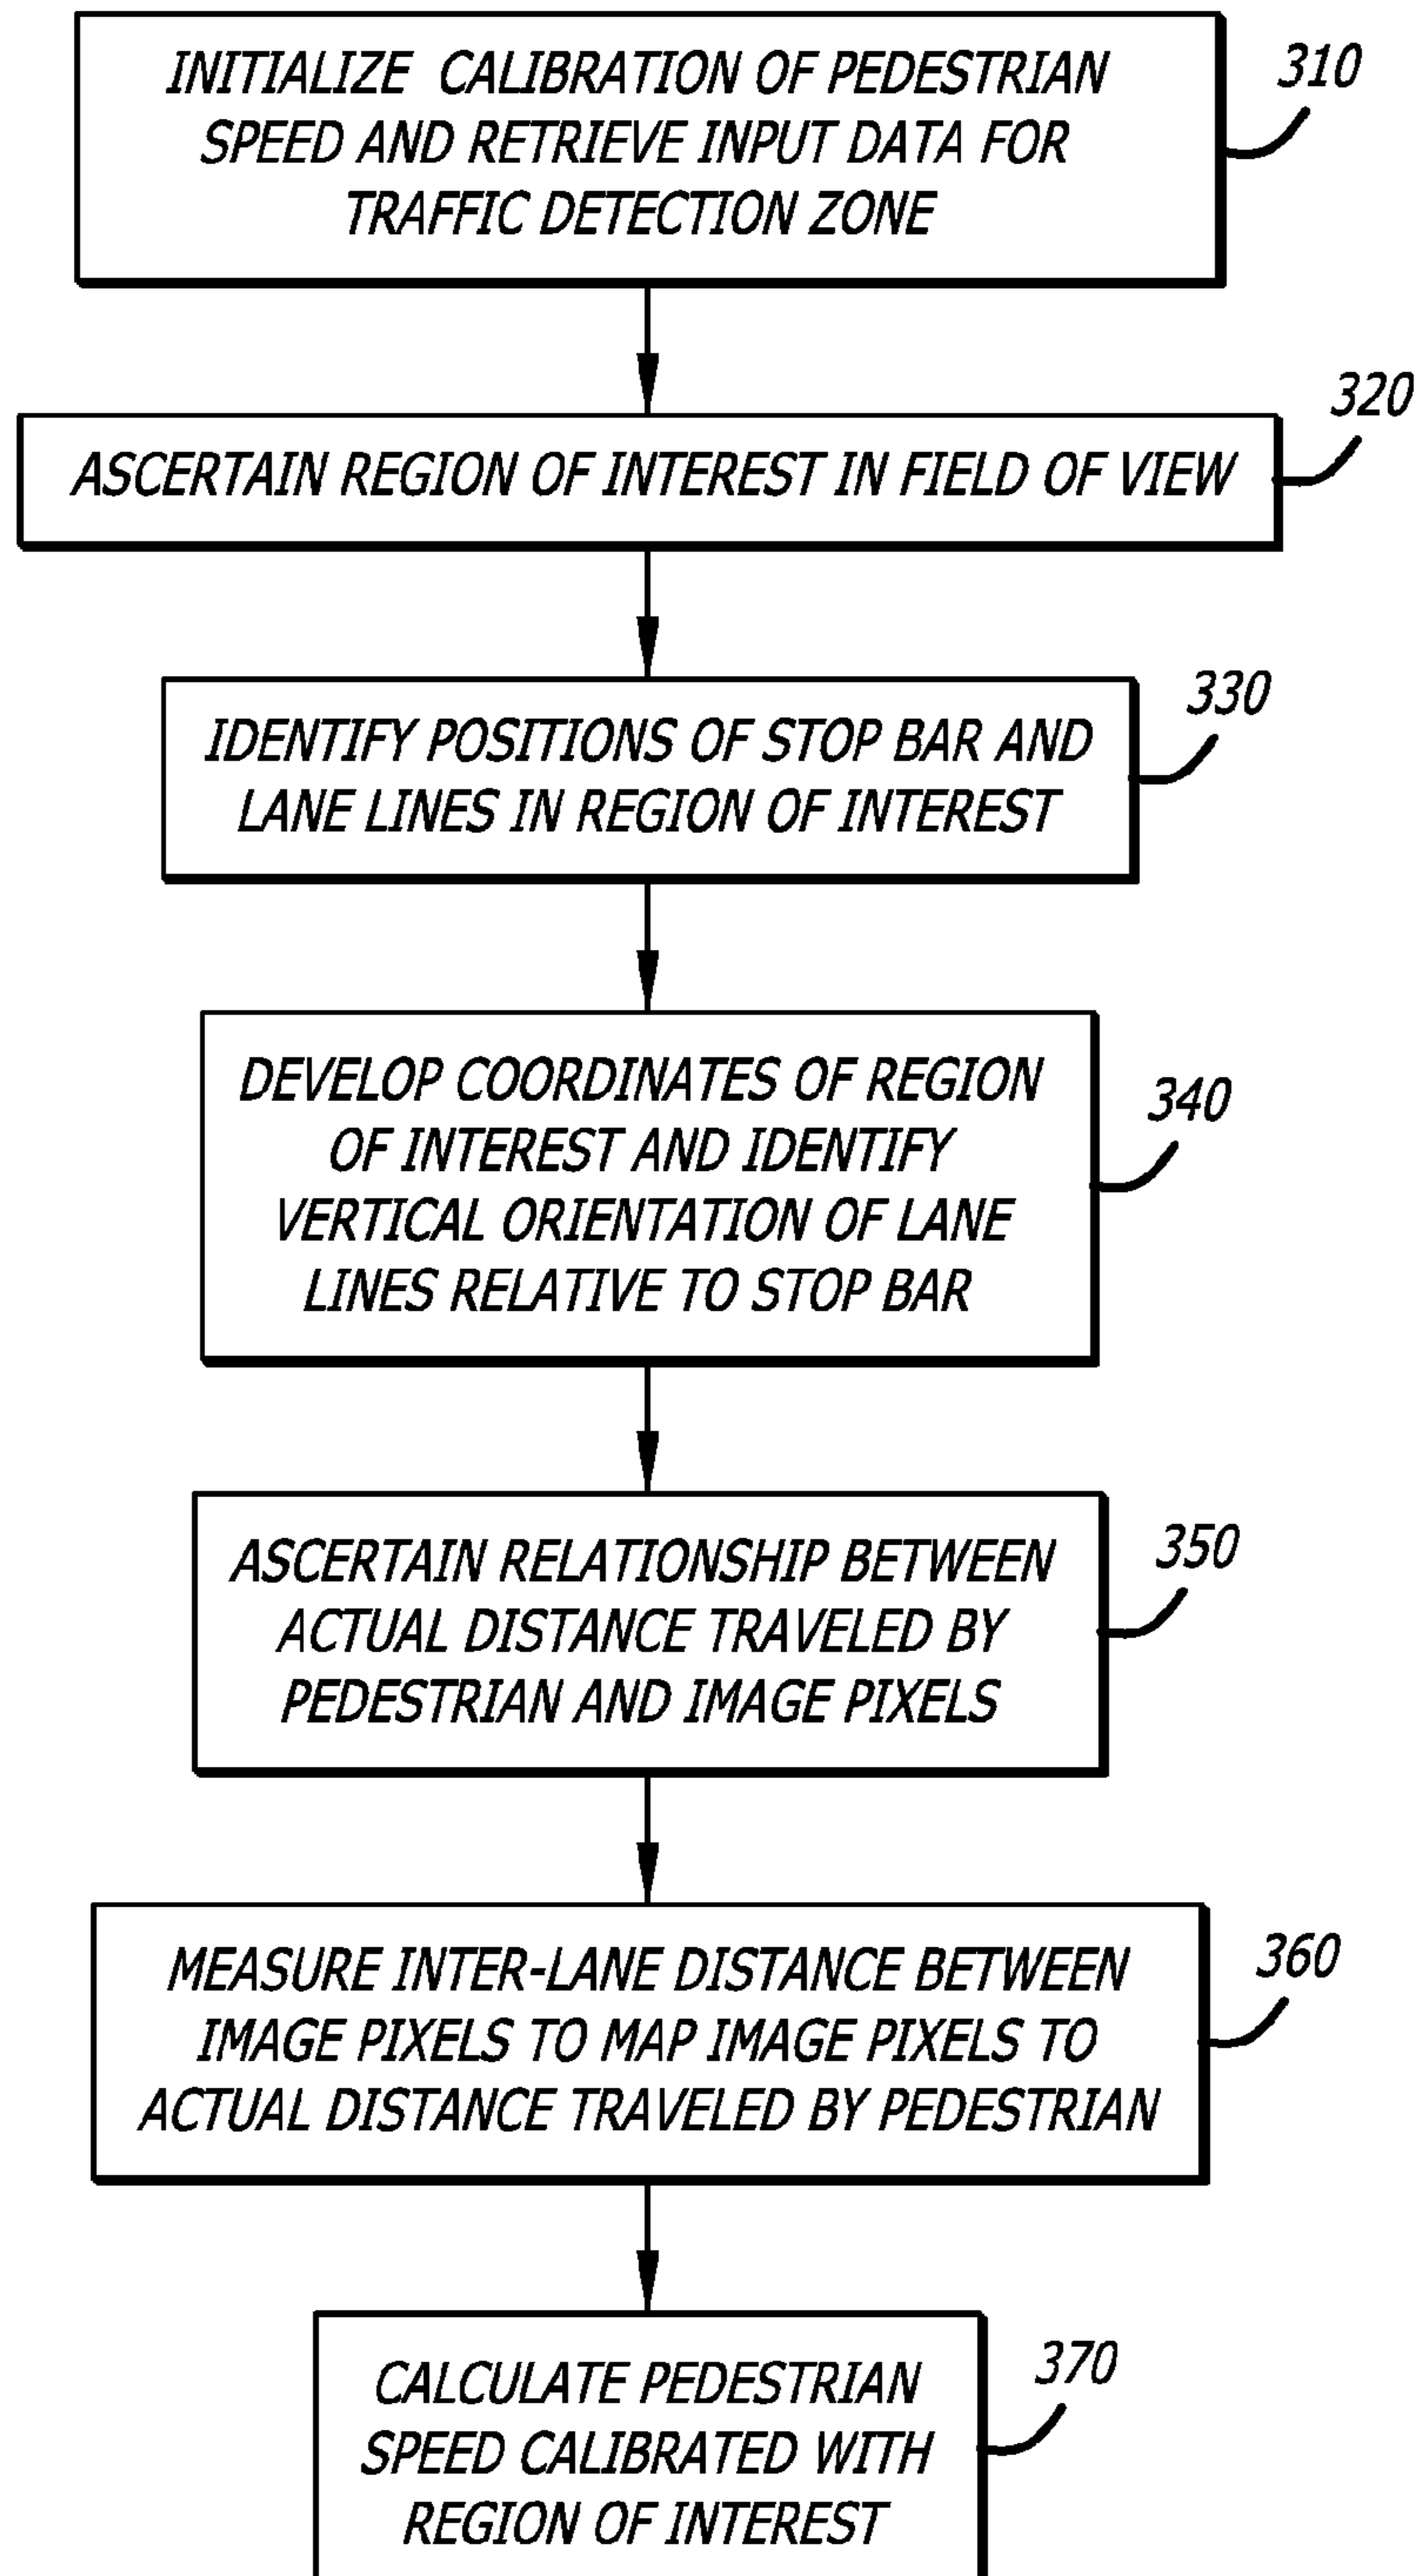 INITIALIZE CALIBRATION OF PEDESTRIAN
SPEED AND RETRIEVE INPUT DATA FOR
TRAFFIC DETECTION ZONE
310
ASCERTAIN REGION OF INTEREST IN FIELD OF VIEW
320
IDENTIFY POSITIONS OF STOP BAR AND
LANE LINES IN REGION OF INTEREST
330
DEVELOP COORDINATES OF REGION
OF INTEREST AND IDENTIFY
VERTICAL ORIENTATION OF LANE
LINES RELATIVE TO STOP BAR
340
ASCERTAIN RELATIONSHIP BETWEEN
ACTUAL DISTANCE TRAVELED BY
PEDESTRIAN AND IMAGE PIXELS
350
MEASURE INTER-LANE DISTANCE BETWEEN
IMAGE PIXELS TO MAP IMAGE PIXELS TO
ACTUAL DISTANCE TRAVELED BY PEDESTRIAN
360
CALCULATE PEDESTRIAN
SPEED CALIBRATED WITH
REGION OF INTEREST
370